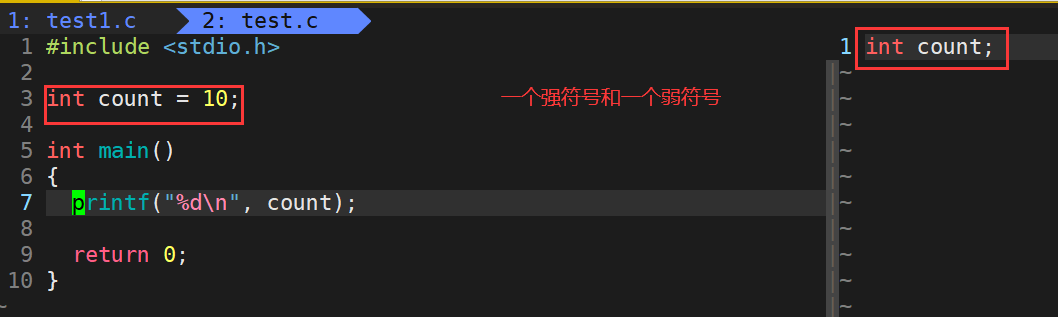 1: test1.c 2: test.c
1 #include <stdio.h>
2
3 int count = 10;
4
5 int main()
6 {
7 printf("%d\n", count);
8
9 return 0;
10 }
~
一个强符号和一个弱符号
1 int count;
~
~
~
~
~
~
~
~
~
~